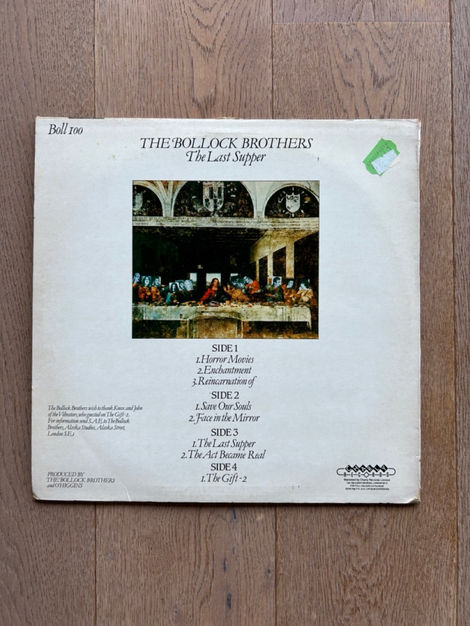 Boll 100
THE BOLLOCK BROTHERS
The Last Supper
SIDE 1
1.Horror Movies
2.Enchantment
3.Reincarnation of
SIDE 2
1.Save Our Souls
2.Face in the Mirror
SIDE 3
1.The Last Supper
2.The Act Became Real
SIDE 4
1.The Gift-2
The Bollock Brothers wish to thank Knox and John
of the Vibrators, who guested on The Gift-2.
For information send S.A.E. to The Bollock
Brothers, Alaska Studios, Alaska Street,
London S.E.1
PRODUCED BY
THE BOLLOCK BROTHERS
and O'HIGGINS
RECORDS